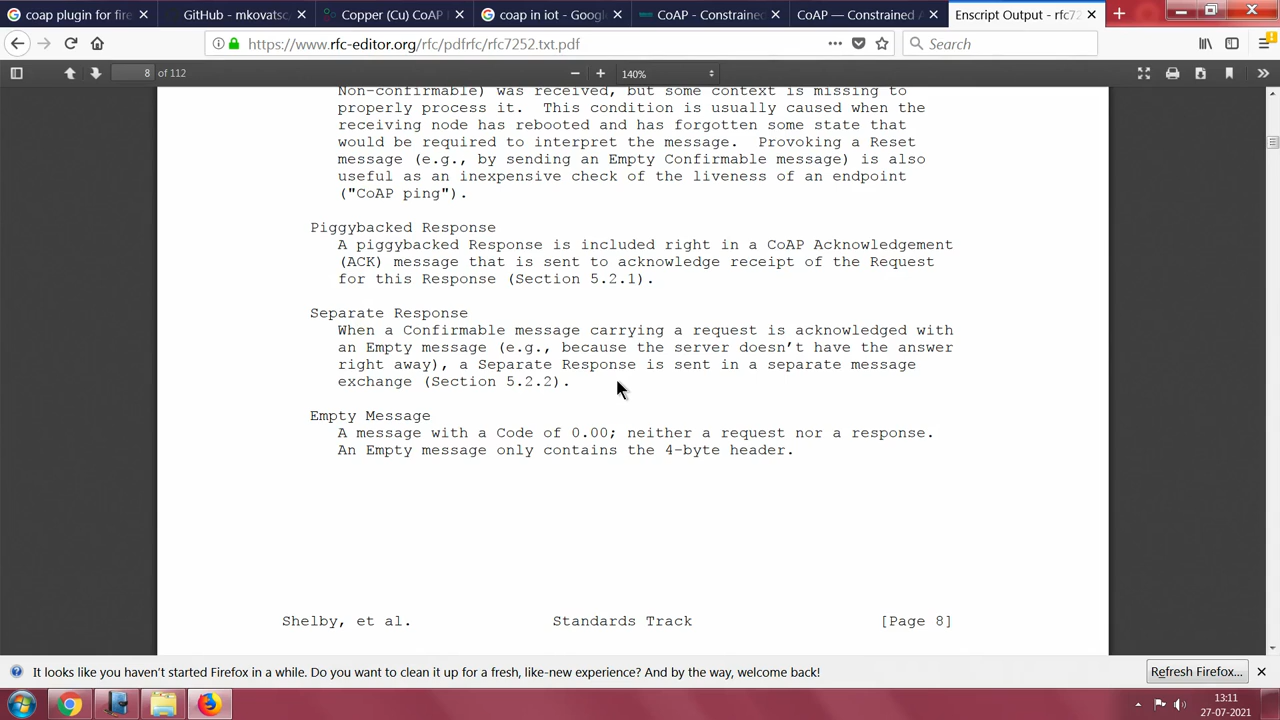 coap plugin for fire
GitHub - mkovatsc/
Copper (Cu) CoAP
coap in iot - Google
CoAP - Constrained
CoAP — Constrained A
Enscript Output - rfc72
https://www.rfc-editor.org/rfc/pdfrfc/rfc7252.txt.pdf
Search
8 of 112
140%
Non-confirmable) was received, but some context is missing to
properly process it.  This condition is usually caused when the
receiving node has rebooted and has forgotten some state that
would be required to interpret the message.  Provoking a Reset
message (e.g., by sending an Empty Confirmable message) is also
useful as an inexpensive check of the liveness of an endpoint
("CoAP ping").
Piggybacked Response
A piggybacked Response is included right in a CoAP Acknowledgement
(ACK) message that is sent to acknowledge receipt of the Request
for this Response (Section 5.2.1).
Separate Response
When a Confirmable message carrying a request is acknowledged with
an Empty message (e.g., because the server doesn't have the answer
right away), a Separate Response is sent in a separate message
exchange (Section 5.2.2).
Empty Message
A message with a Code of 0.00; neither a request nor a response.
An Empty message only contains the 4-byte header.
Shelby, et al. Standards Track [Page 8]
It looks like you haven't started Firefox in a while. Do you want to clean it up for a fresh, like-new experience? And by the way, welcome back!
Refresh Firefox...
13:11
27-07-2021